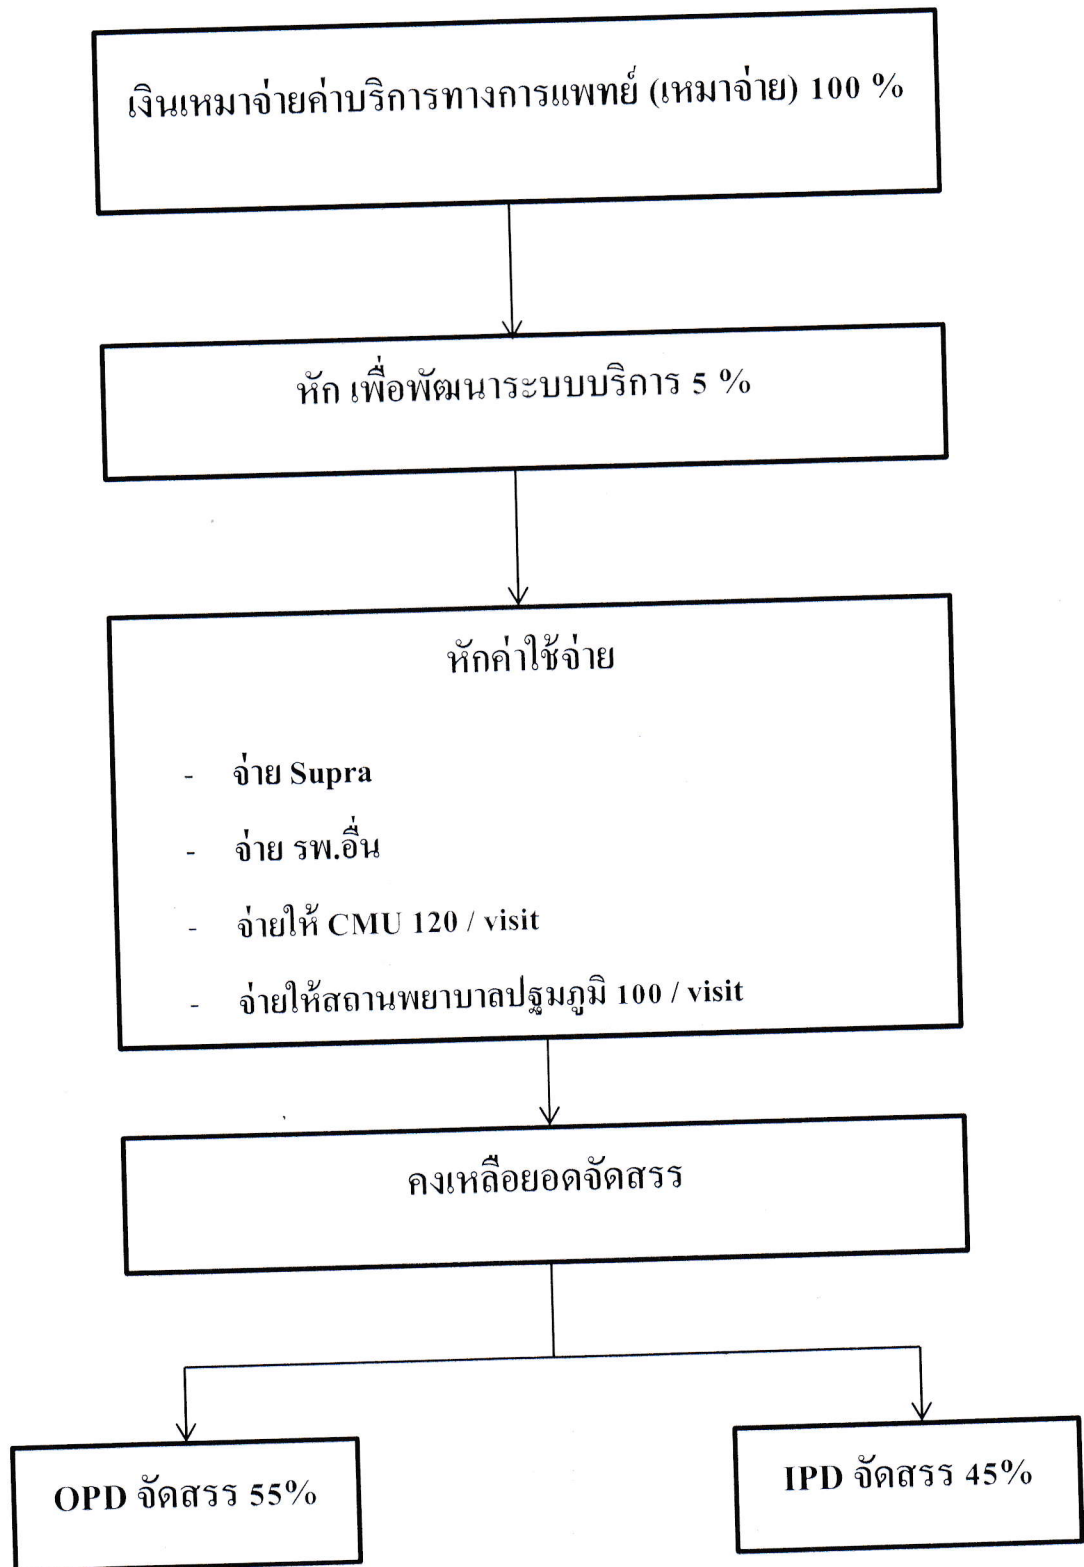 เงินเหมาจ่ายค่าบริการทางการแพทย์ (เหมาจ่าย) 100 %
หัก เพื่อพัฒนาระบบบริการ 5 %
หักค่าใช้จ่าย
- จ่าย Supra
- จ่าย รพ.อื่น
- จ่ายให้ CMU 120 / visit
- จ่ายให้สถานพยาบาลปฐมภูมิ 100 / visit
คงเหลือยอดจัดสรร
OPD จัดสรร 55%
IPD จัดสรร 45%